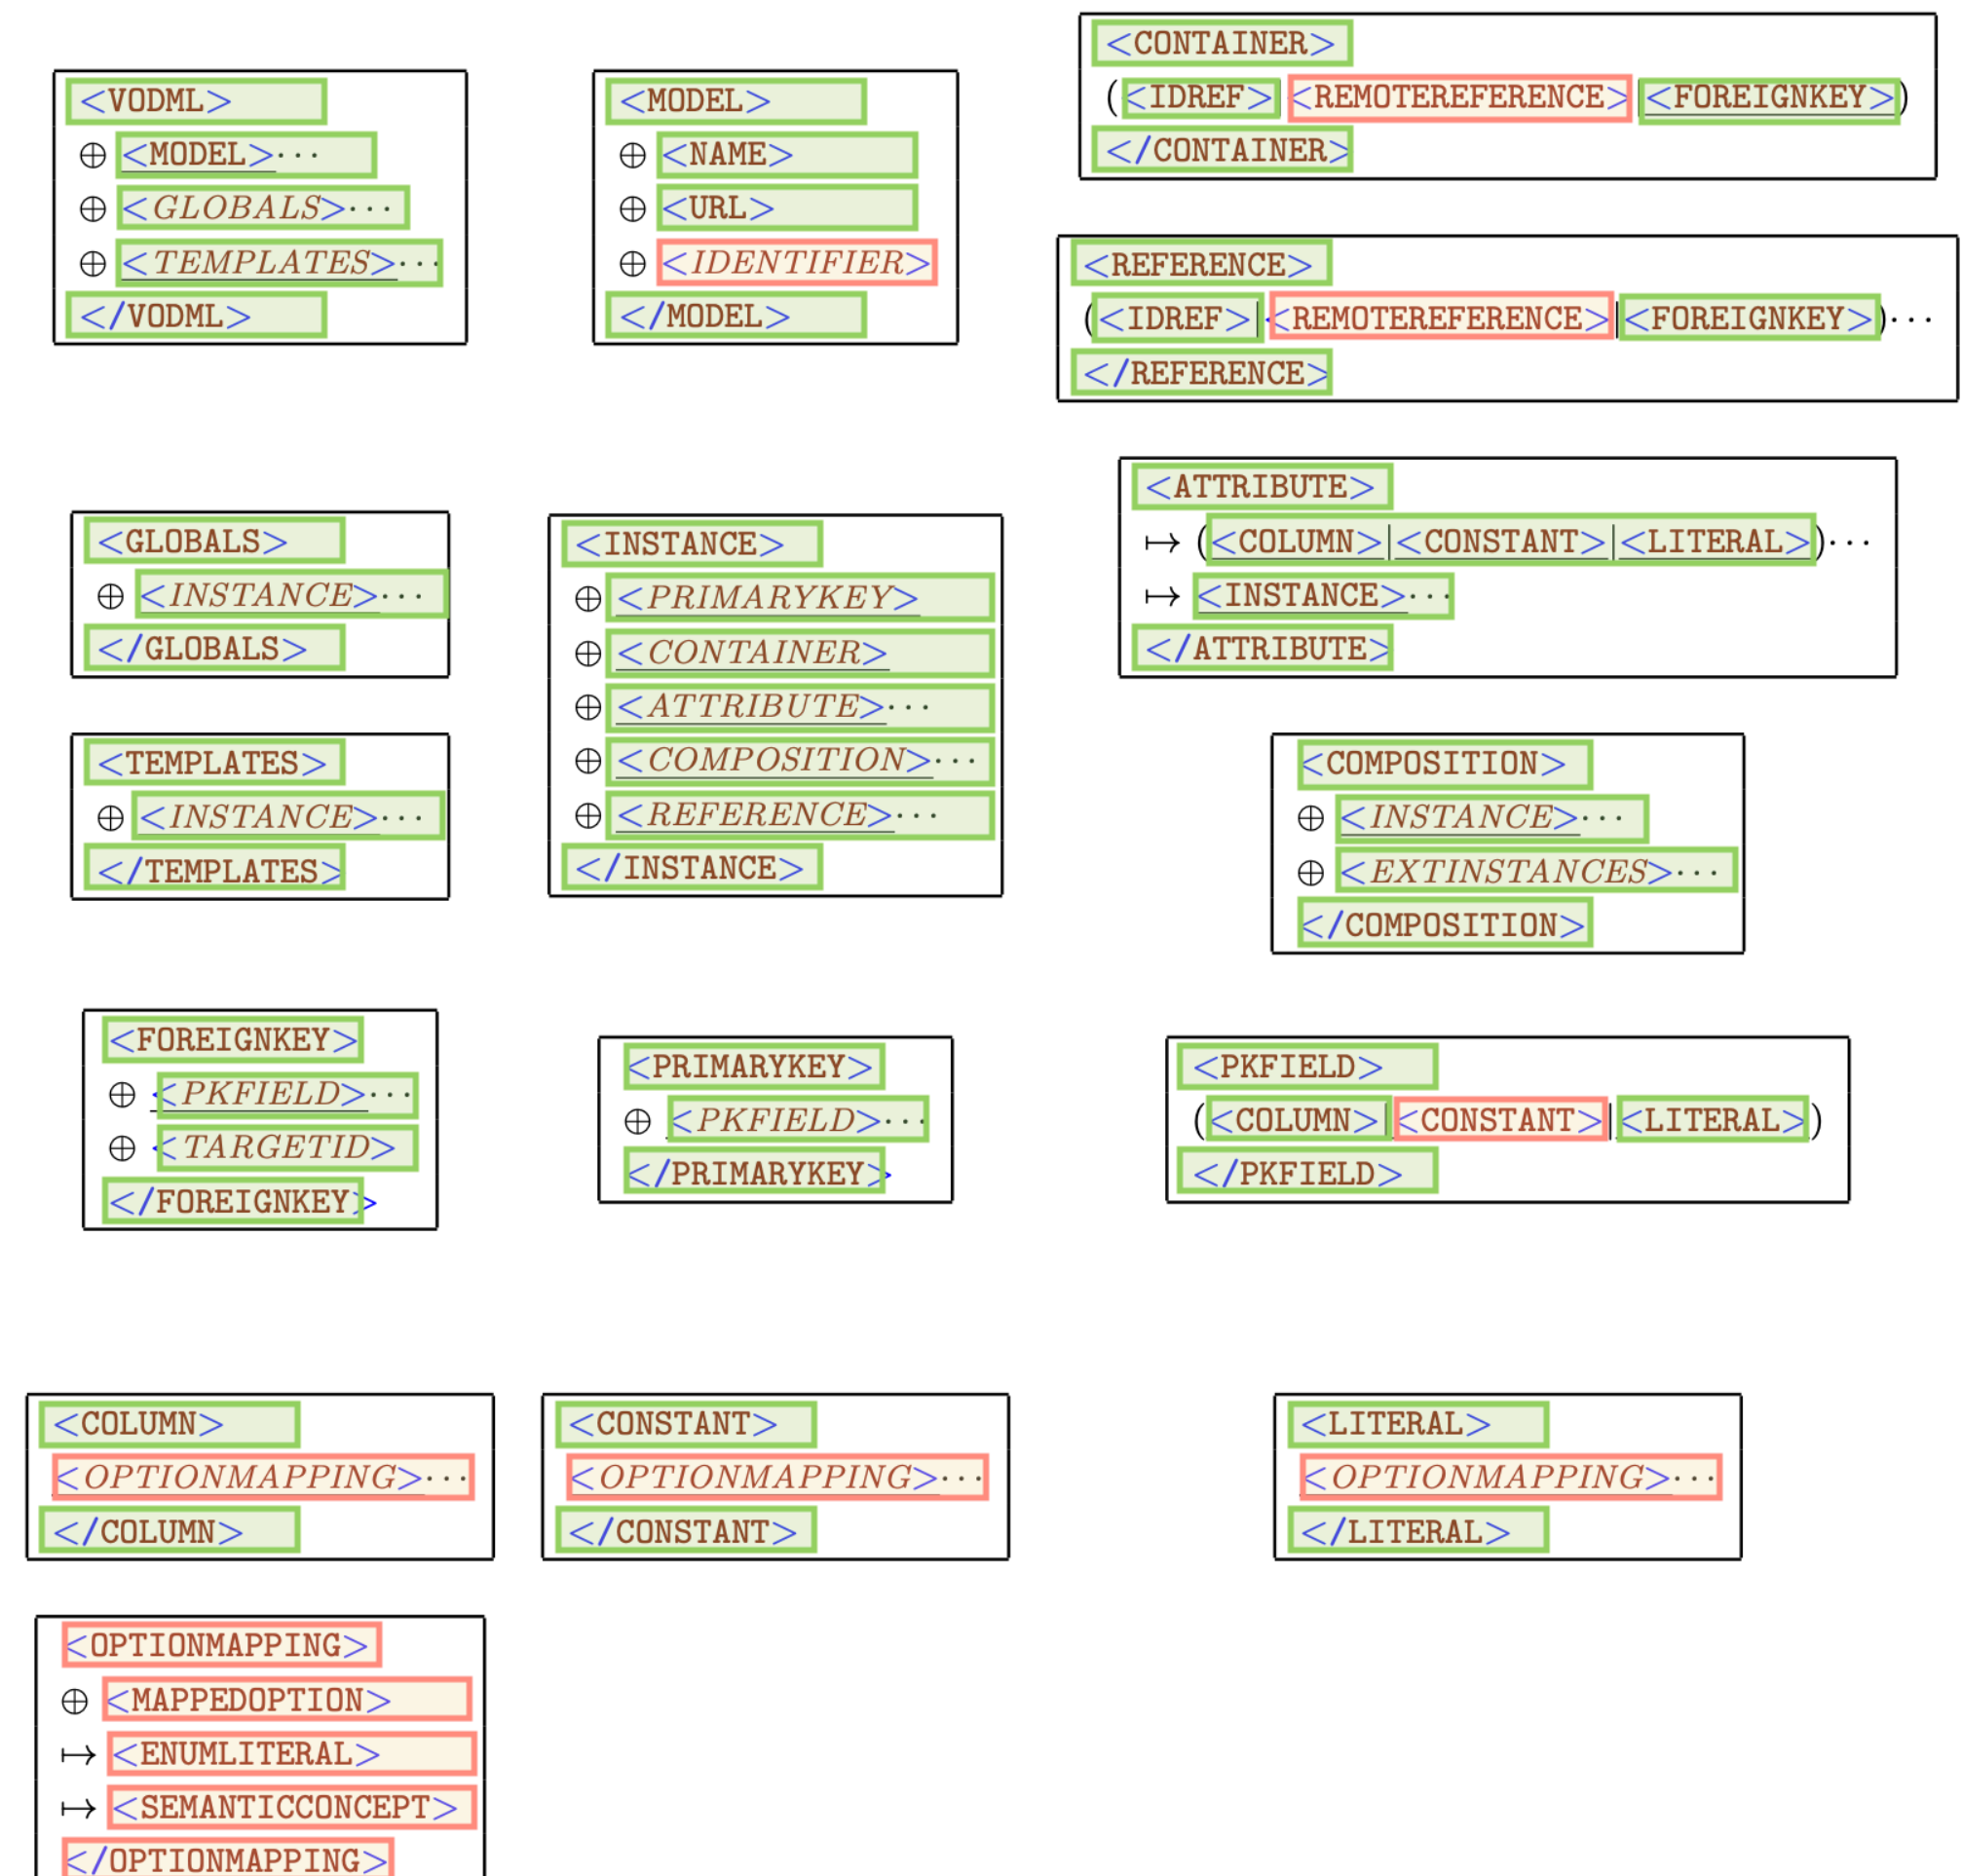 <VODML>
⊕ <MODEL>···
⊕ <GLOBALS>···
⊕ <TEMPLATES>···
</VODML>
<MODEL>
⊕ <NAME>
⊕ <URL>
⊕ <IDENTIFIER>
</MODEL>
<CONTAINER>
(<IDREF>|<REMOTEREFERENCE>|<FOREIGNKEY>)
</CONTAINER>
<REFERENCE>
(<IDREF>|<REMOTEREFERENCE>|<FOREIGNKEY>)···
</REFERENCE>
<GLOBALS>
⊕ <INSTANCE>···
</GLOBALS>
<TEMPLATES>
⊕ <INSTANCE>···
</TEMPLATES>
<INSTANCE>
⊕ <PRIMARYKEY>
⊕ <CONTAINER>
⊕ <ATTRIBUTE>···
⊕ <COMPOSITION>···
⊕ <REFERENCE>···
</INSTANCE>
<ATTRIBUTE>
↦ (<COLUMN>|<CONSTANT>|<LITERAL>)···
↦ <INSTANCE>···
</ATTRIBUTE>
<COMPOSITION>
⊕ <INSTANCE>···
⊕ <EXTINSTANCES>···
</COMPOSITION>
<FOREIGNKEY>
⊕ <PKFIELD>···
⊕ <TARGETID>
</FOREIGNKEY>
<PRIMARYKEY>
⊕ <PKFIELD>···
</PRIMARYKEY>
<PKFIELD>
(<COLUMN>|<CONSTANT>|<LITERAL>)
</PKFIELD>
<COLUMN>
<OPTIONMAPPING>···
</COLUMN>
<CONSTANT>
<OPTIONMAPPING>···
</CONSTANT>
<LITERAL>
<OPTIONMAPPING>···
</LITERAL>
<OPTIONMAPPING>
⊕ <MAPPEDOPTION>
↦ <ENUMLITERAL>
↦ <SEMANTICCONCEPT>
</OPTIONMAPPING>